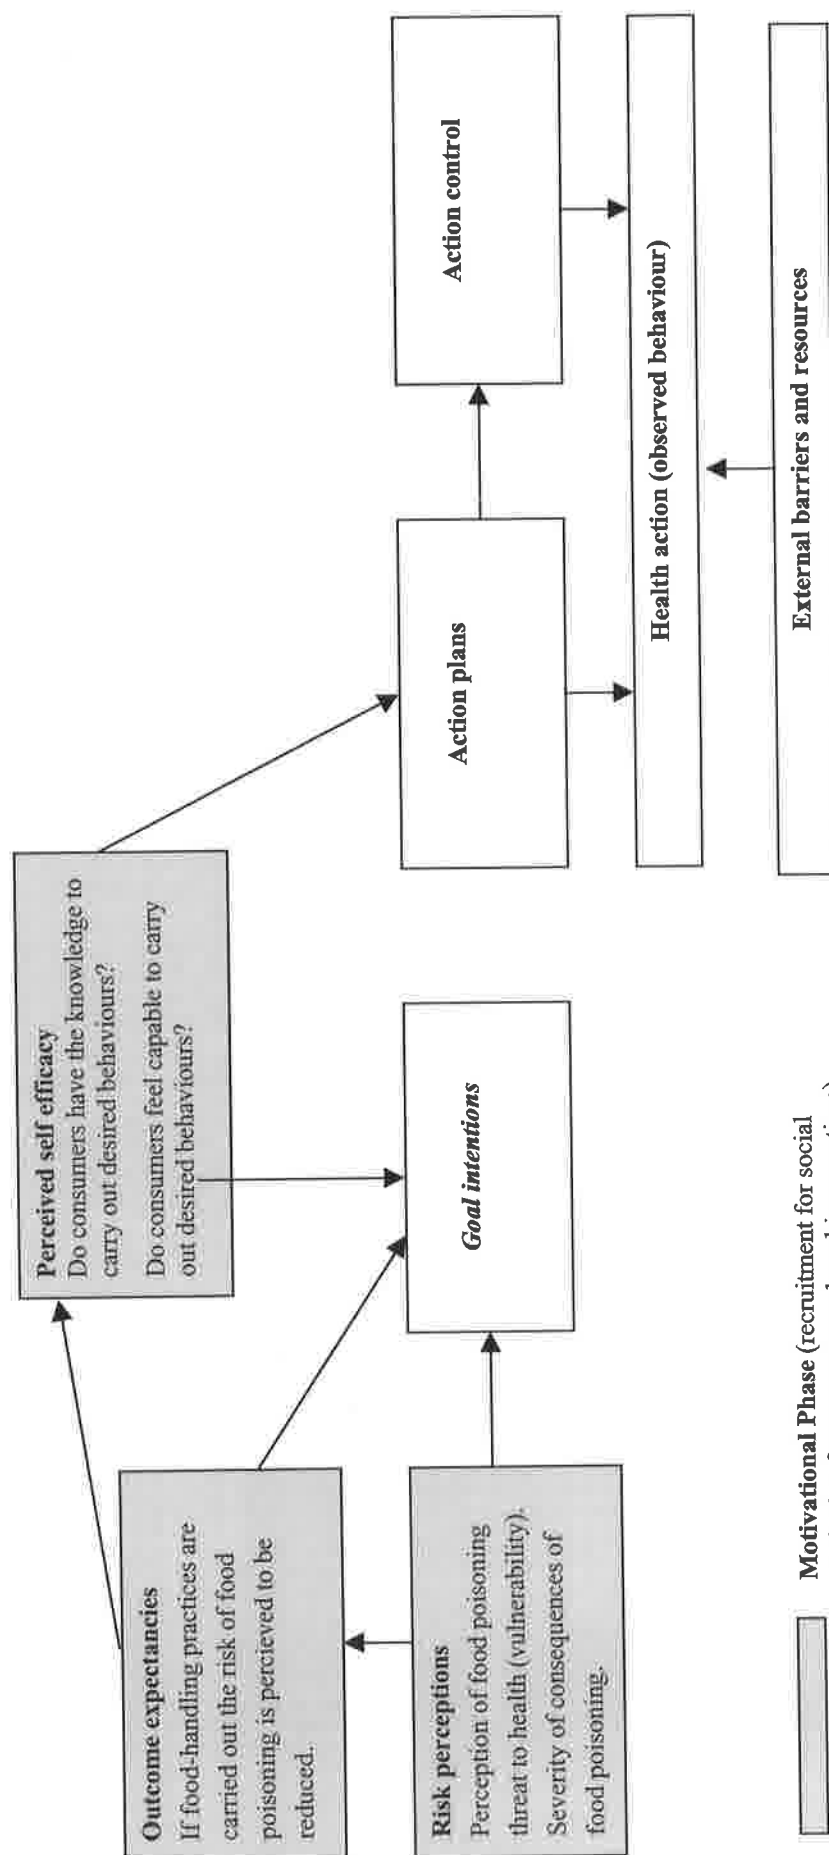 Outcome expectancies
If food-handling practices are
carried out the risk of food
poisoning is percieved to be
reduced.
Risk perceptions
Perception of food poisoning
threat to health (vulnerability).
Severity of consequences of
food poisoning.
Perceived self efficacy
Do consumers have the knowledge to
carry out desired behaviours?
Do consumers feel capable to carry
out desired behaviours?
Goal intentions
Action plans
Action control
Health action (observed behaviour)
External barriers and resources
Motivational Phase (recruitment for social